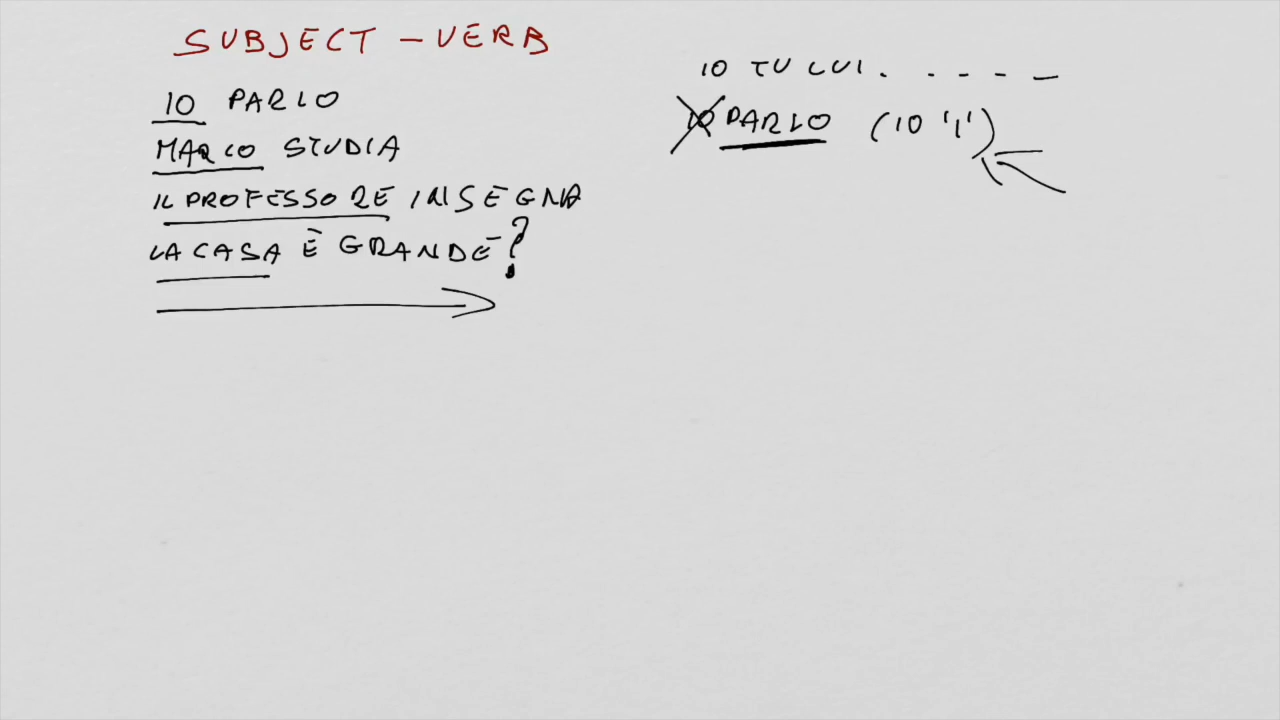 SUBJECT - VERB
IO PARLO
MARCO STUDIA
IL PROFESSORE INSEGNA
LA CASA È GRANDE?
IO TU LUI . . - - - -
IO PARLO (IO 'I')